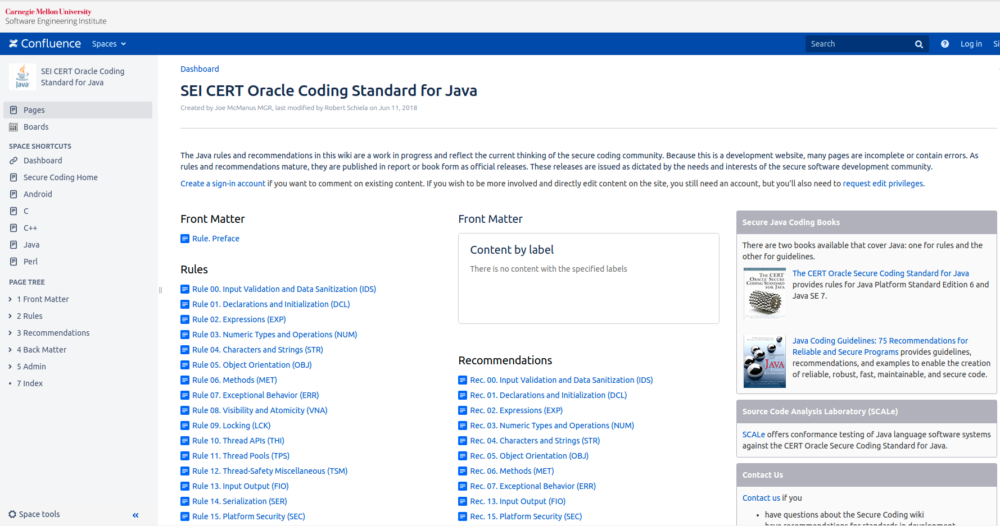 Carnegie Mellon University
Software Engineering Institute
Confluence
Spaces
Search
Log in
Si
SEI CERT Oracle Coding
Standard for Java
Pages
Boards
SPACE SHORTCUTS
Dashboard
Secure Coding Home
Android
C
C++
Java
Perl
PAGE TREE
1 Front Matter
2 Rules
3 Recommendations
4 Back Matter
5 Admin
7 Index
Space tools
Dashboard
SEI CERT Oracle Coding Standard for Java
Created by Joe McManus MGR, last modified by Robert Schiela on Jun 11, 2018
The Java rules and recommendations in this wiki are a work in progress and reflect the current thinking of the secure coding community. Because this is a development website, many pages are incomplete or contain errors. As
rules and recommendations mature, they are published in report or book form as official releases. These releases are issued as dictated by the needs and interests of the secure software development community.
Create a sign-in account if you want to comment on existing content. If you wish to be more involved and directly edit content on the site, you still need an account, but you'll also need to request edit privileges.
Front Matter
Rule. Preface
Rules
Rule 00. Input Validation and Data Sanitization (IDS)
Rule 01. Declarations and Initialization (DCL)
Rule 02. Expressions (EXP)
Rule 03. Numeric Types and Operations (NUM)
Rule 04. Characters and Strings (STR)
Rule 05. Object Orientation (OBJ)
Rule 06. Methods (MET)
Rule 07. Exceptional Behavior (ERR)
Rule 08. Visibility and Atomicity (VNA)
Rule 09. Locking (LCK)
Rule 10. Thread APIs (THI)
Rule 11. Thread Pools (TPS)
Rule 12. Thread-Safety Miscellaneous (TSM)
Rule 13. Input Output (FIO)
Rule 14. Serialization (SER)
Rule 15. Platform Security (SEC)
Front Matter
Content by label
There is no content with the specified labels
Recommendations
Rec. 00. Input Validation and Data Sanitization (IDS)
Rec. 01. Declarations and Initialization (DCL)
Rec. 02. Expressions (EXP)
Rec. 03. Numeric Types and Operations (NUM)
Rec. 04. Characters and Strings (STR)
Rec. 05. Object Orientation (OBJ)
Rec. 06. Methods (MET)
Rec. 07. Exceptional Behavior (ERR)
Rec. 13. Input Output (FIO)
Rec. 15. Platform Security (SEC)
Secure Java Coding Books
There are two books available that cover Java: one for rules and the
other for guidelines.
THE CERT
ORACLE SECURE
CODING STANDARD
FOR JAVA
The CERT Oracle Secure Coding Standard for Java
provides rules for Java Platform Standard Edition 6 and
Java SE 7.
JAVA
CODING
GUIDELINES
Java Coding Guidelines: 75 Recommendations for
Reliable and Secure Programs provides guidelines,
recommendations, and examples to enable the creation
of reliable, robust, fast, maintainable, and secure code.
Source Code Analysis Laboratory (SCALe)
SCALe offers conformance testing of Java language software systems
against the CERT Oracle Secure Coding Standard for Java.
Contact Us
Contact us if you
• have questions about the Secure Coding wiki
have recommendations for standards in development